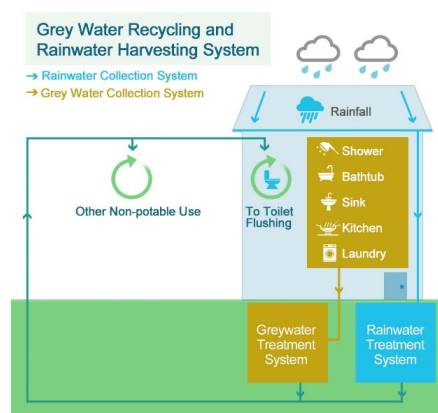 Grey Water Recycling and
Rainwater Harvesting System
Rainwater Collection System
Grey Water Collection System
Rainfall
Shower
Bathtub
Sink
Kitchen
Laundry
Other Non-potable Use
To Toilet
Flushing
Greywater
Treatment
System
Rainwater
Treatment
System